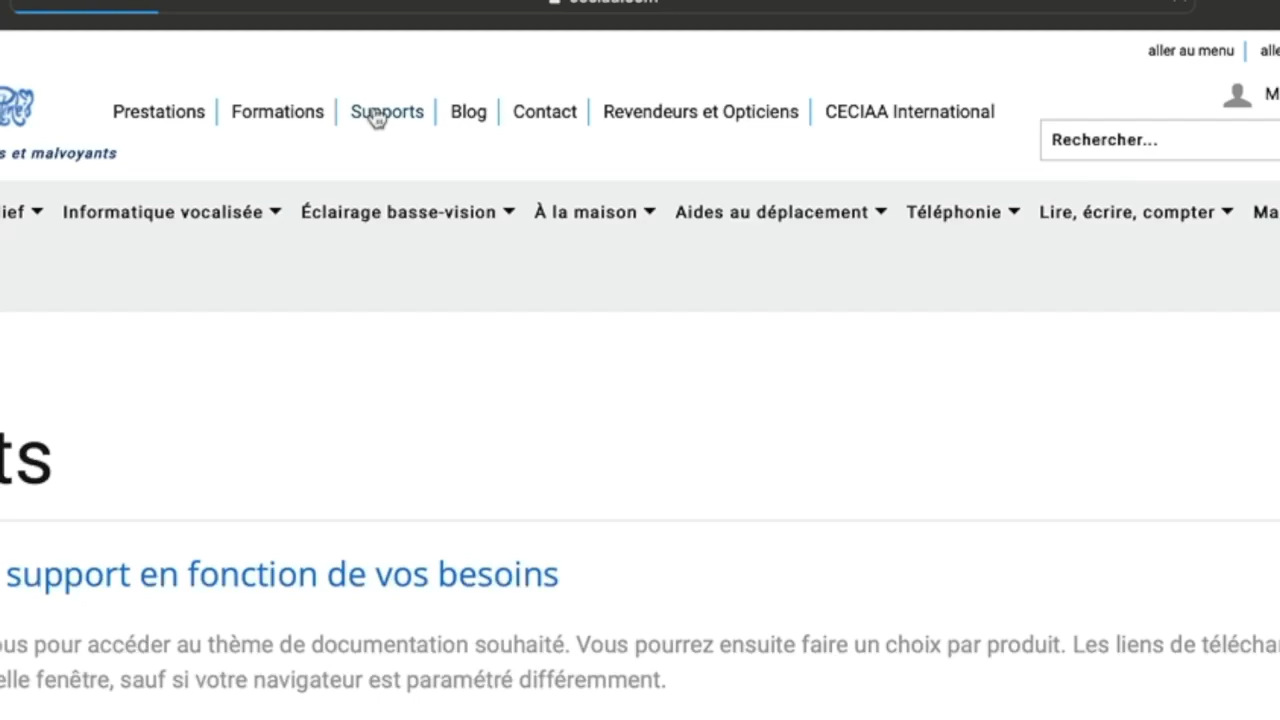 aller au menu
Prestations Formations Supports Blog Contact Revendeurs et Opticiens CECIAA International
Rechercher...
et malvoyants
Informatique vocalisée Éclairage basse-vision À la maison Aides au déplacement Téléphonie Lire, écrire, compter
ts
support en fonction de vos besoins
pour accéder au thème de documentation souhaité. Vous pourrez ensuite faire un choix par produit. Les liens de
fenêtre, sauf si votre navigateur est paramétré différemment.